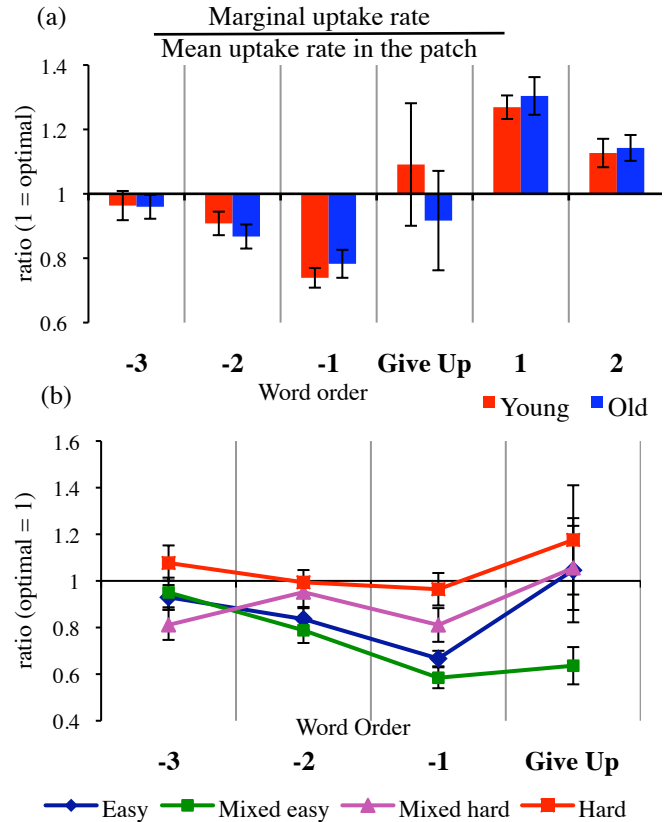 (a)
Marginal uptake rate
Mean uptake rate in the patch
ratio (1 = optimal)
1.4
1.2
1
0.8
0.6
-3 -2 -1 Give Up 1 2
Word order
Young Old
(b)
ratio (optimal = 1)
1.6
1.4
1.2
1
0.8
0.6
0.4
Word Order
-3 -2 -1 Give Up
Easy Mixed easy Mixed hard Hard